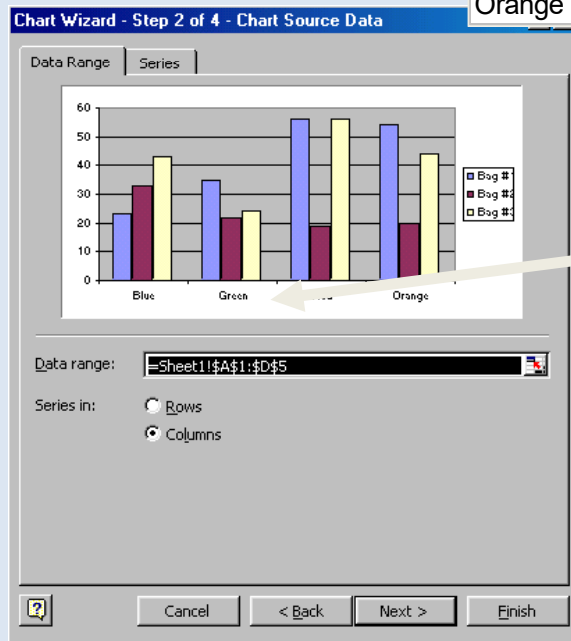 Orange
Chart Wizard - Step 2 of 4 - Chart Source Data
Data Range Series
60
50
40
30
20
10
0
Bag #
Bag #2
Bag #3
Blue Green Orange
Data range: =Sheet1!$A$1:$D$5
Series in: Rows
Columns
? Cancel < Back Next > Finish